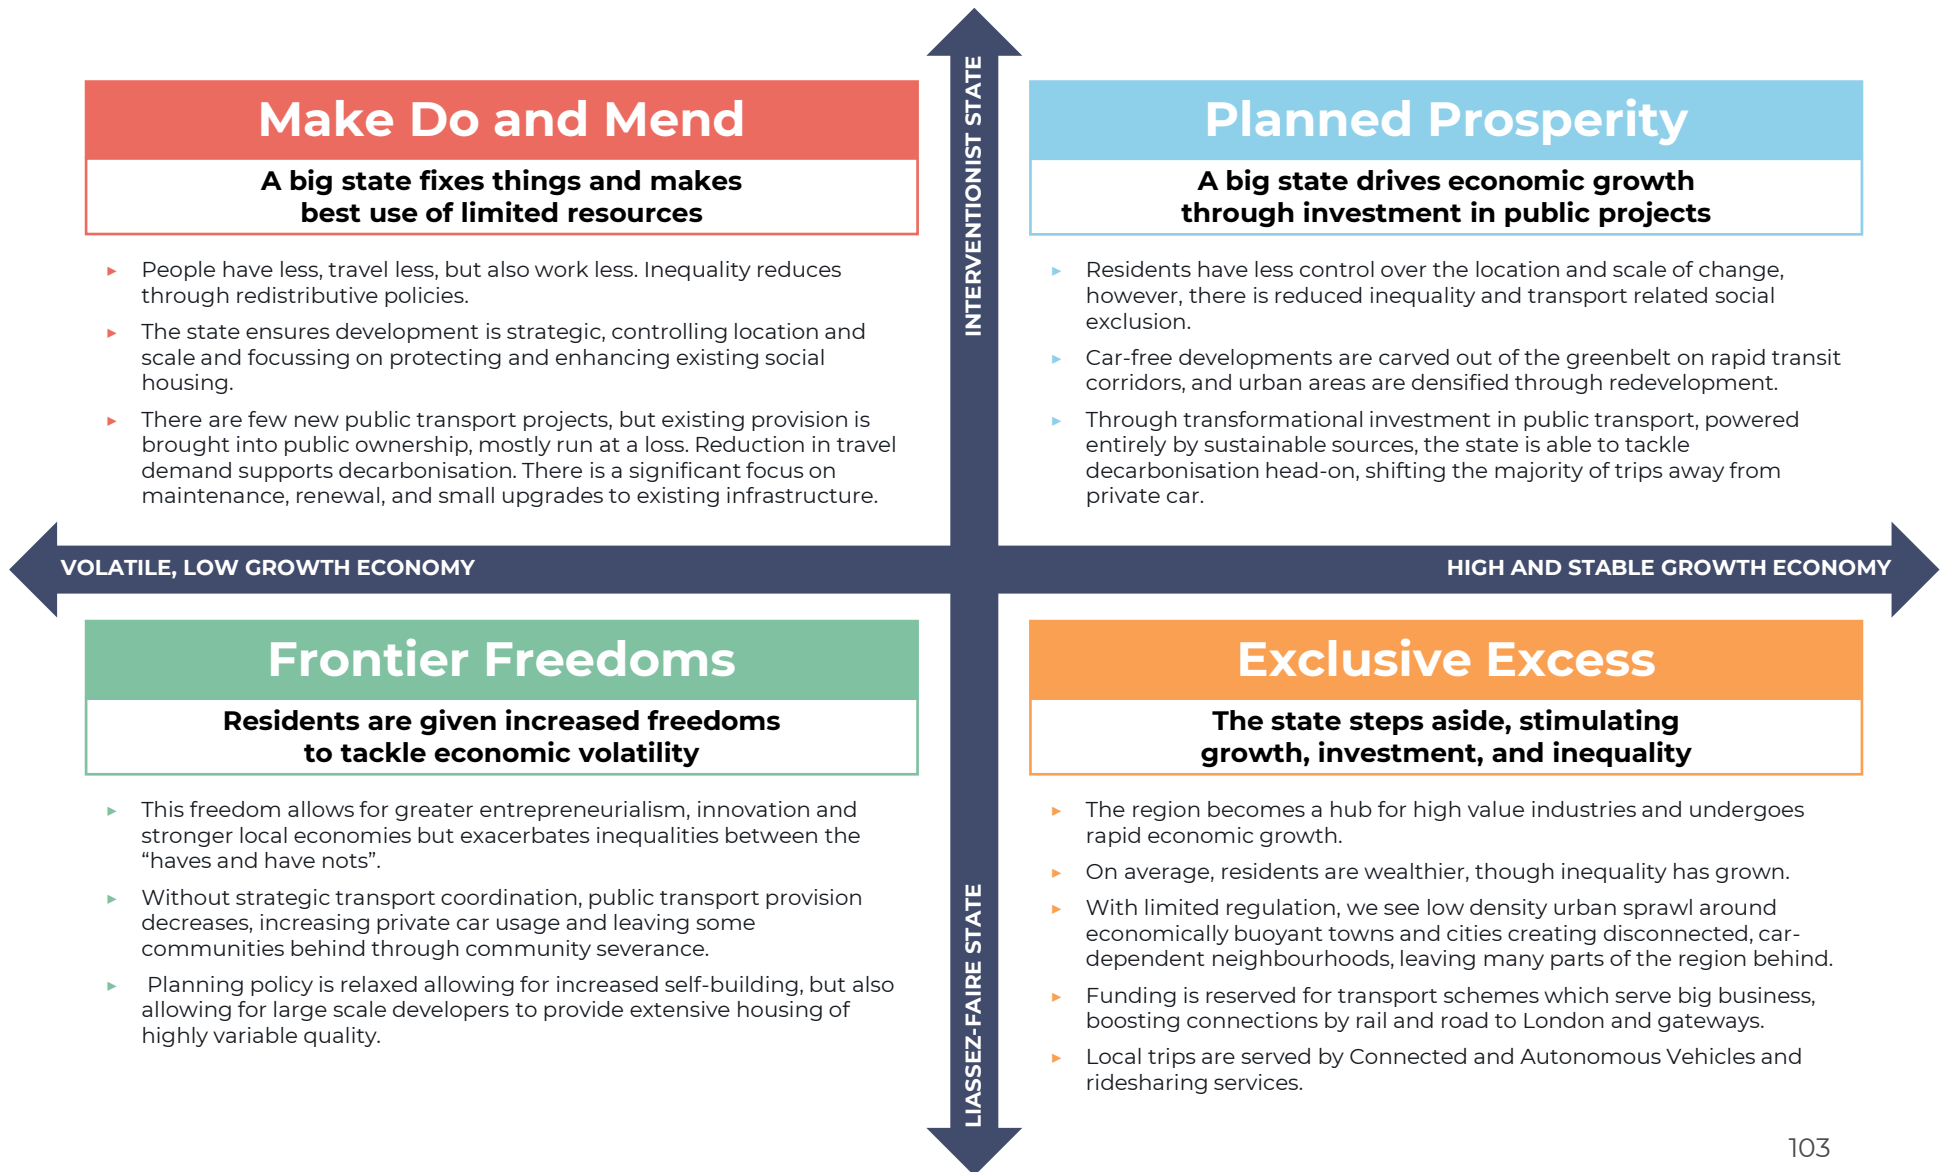 INTERVENTIONIST STATE
Make Do and Mend
A big state fixes things and makes
best use of limited resources
▸ People have less, travel less, but also work less. Inequality reduces
through redistributive policies.
▸ The state ensures development is strategic, controlling location and
scale and focussing on protecting and enhancing existing social
housing.
▸ There are few new public transport projects, but existing provision is
brought into public ownership, mostly run at a loss. Reduction in travel
demand supports decarbonisation. There is a significant focus on
maintenance, renewal, and small upgrades to existing infrastructure.
Planned Prosperity
A big state drives economic growth
through investment in public projects
▸ Residents have less control over the location and scale of change,
however, there is reduced inequality and transport related social
exclusion.
▸ Car-free developments are carved out of the greenbelt on rapid transit
corridors, and urban areas are densified through redevelopment.
▸ Through transformational investment in public transport, powered
entirely by sustainable sources, the state is able to tackle
decarbonisation head-on, shifting the majority of trips away from
private car.
VOLATILE, LOW GROWTH ECONOMY
HIGH AND STABLE GROWTH ECONOMY
Frontier Freedoms
Residents are given increased freedoms
to tackle economic volatility
▸ This freedom allows for greater entrepreneurialism, innovation and
stronger local economies but exacerbates inequalities between the
“haves and have nots”.
▸ Without strategic transport coordination, public transport provision
decreases, increasing private car usage and leaving some
communities behind through community severance.
▸ Planning policy is relaxed allowing for increased self-building, but also
allowing for large scale developers to provide extensive housing of
highly variable quality.
Exclusive Excess
The state steps aside, stimulating
growth, investment, and inequality
▸ The region becomes a hub for high value industries and undergoes
rapid economic growth.
▸ On average, residents are wealthier, though inequality has grown.
▸ With limited regulation, we see low density urban sprawl around
economically buoyant towns and cities creating disconnected, car-
dependent neighbourhoods, leaving many parts of the region behind.
▸ Funding is reserved for transport schemes which serve big business,
boosting connections by rail and road to London and gateways.
▸ Local trips are served by Connected and Autonomous Vehicles and
ridesharing services.
LIASSEZ-FAIRE STATE
103